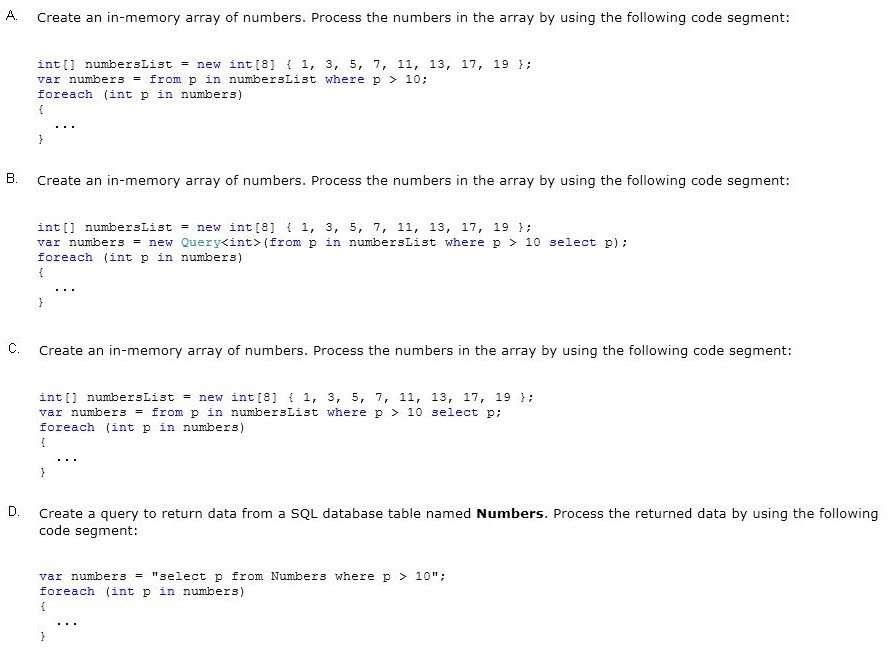 A. Create an in-memory array of numbers. Process the numbers in the array by using the following code segment:
int[] numbersList = new int[8] { 1, 3, 5, 7, 11, 13, 17, 19 };
var numbers = from p in numbersList where p > 10;
foreach (int p in numbers)
{
...
}
B. Create an in-memory array of numbers. Process the numbers in the array by using the following code segment:
int[] numbersList = new int[8] { 1, 3, 5, 7, 11, 13, 17, 19 };
var numbers = new Query<int>(from p in numbersList where p > 10 select p);
foreach (int p in numbers)
{
...
}
C. Create an in-memory array of numbers. Process the numbers in the array by using the following code segment:
int[] numbersList = new int[8] { 1, 3, 5, 7, 11, 13, 17, 19 };
var numbers = from p in numbersList where p > 10 select p;
foreach (int p in numbers)
{
...
}
D. Create a query to return data from a SQL database table named Numbers. Process the returned data by using the following
code segment:
var numbers = "select p from Numbers where p > 10";
foreach (int p in numbers)
{
...
}